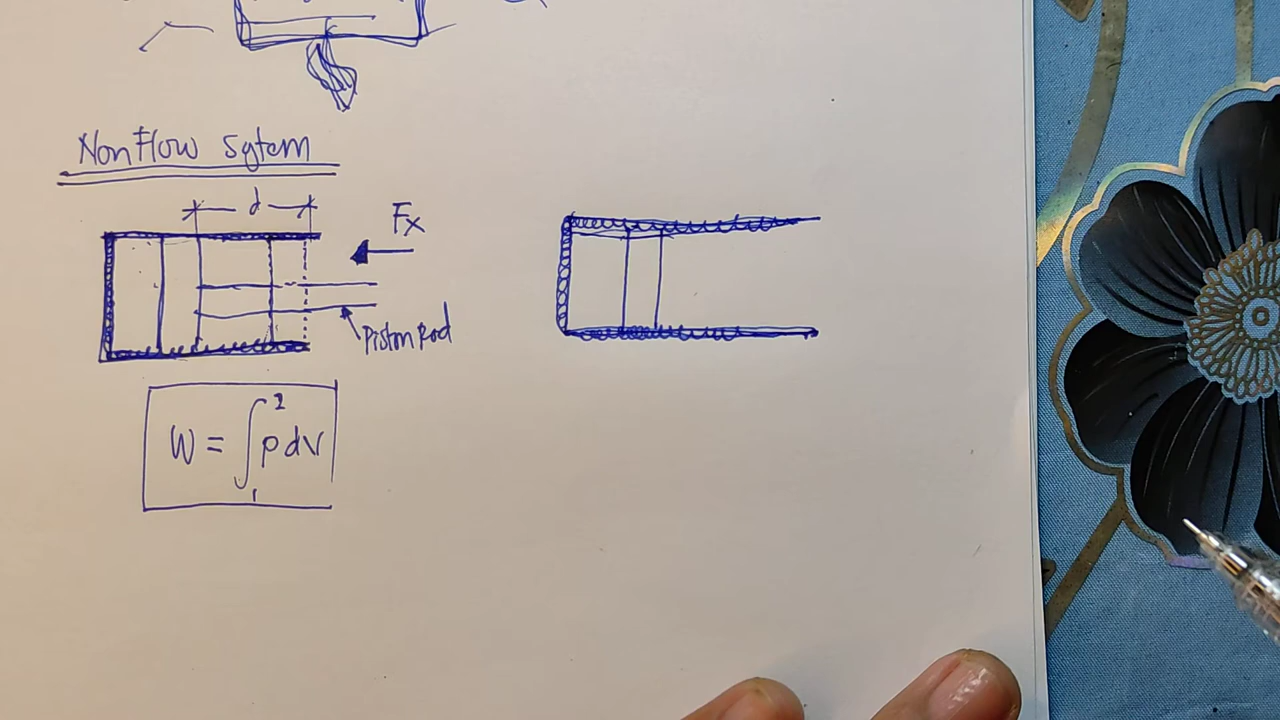 Non Flow Sytem
d
Fx
Piston Rod
W = ∫₁² p dv